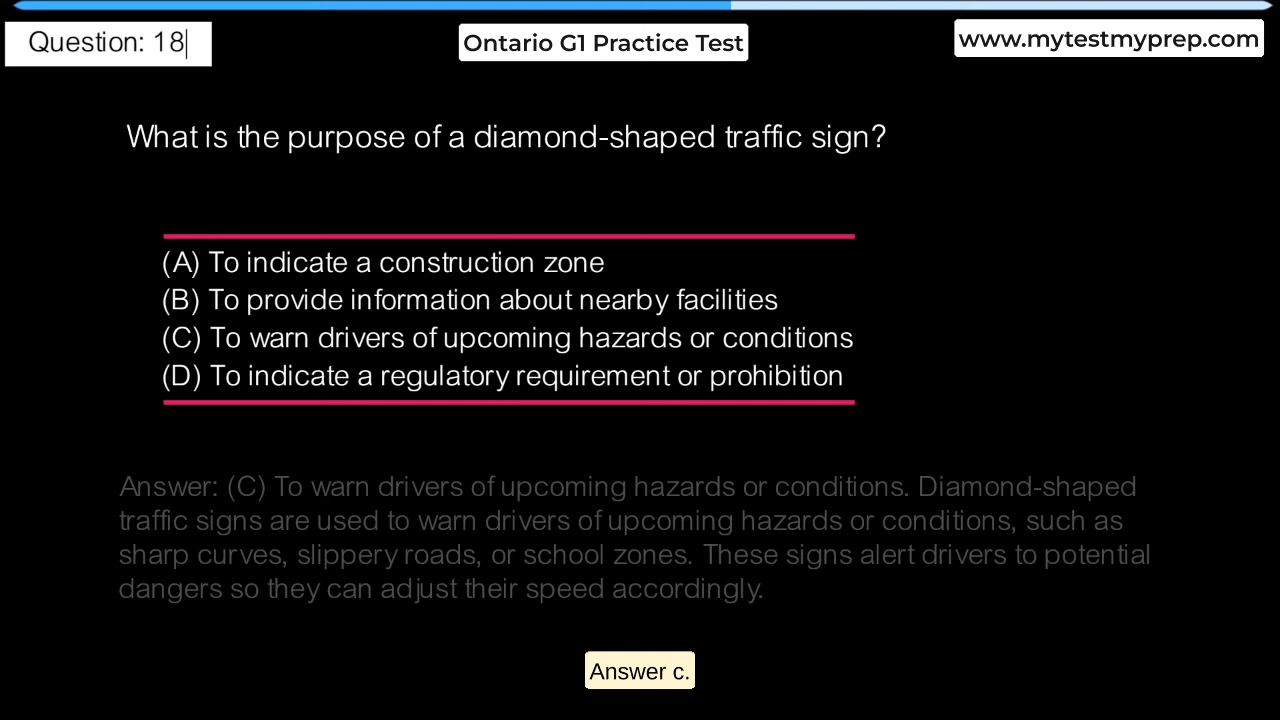 Question: 18
Ontario G1 Practice Test
www.mytestmyprep.com
What is the purpose of a diamond-shaped traffic sign?
(A) To indicate a construction zone
(B) To provide information about nearby facilities
(C) To warn drivers of upcoming hazards or conditions
(D) To indicate a regulatory requirement or prohibition
Answer: (C) To warn drivers of upcoming hazards or conditions. Diamond-shaped
traffic signs are used to warn drivers of upcoming hazards or conditions, such as
sharp curves, slippery roads, or school zones. These signs alert drivers to potential
dangers so they can adjust their speed accordingly.
Answer c.